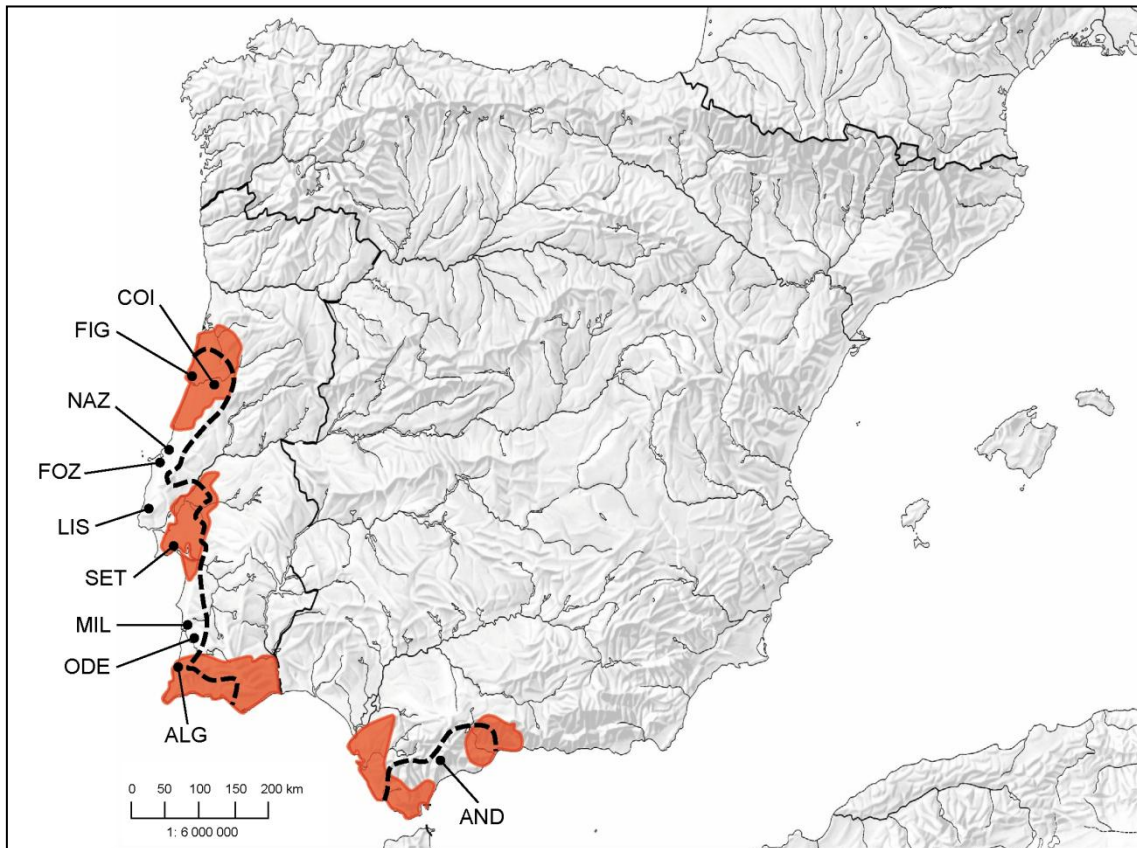 COI
FIG
NAZ
FOZ
LIS
SET
MIL
ODE
ALG
AND
0 50 100 150 200 km
1: 6 000 000